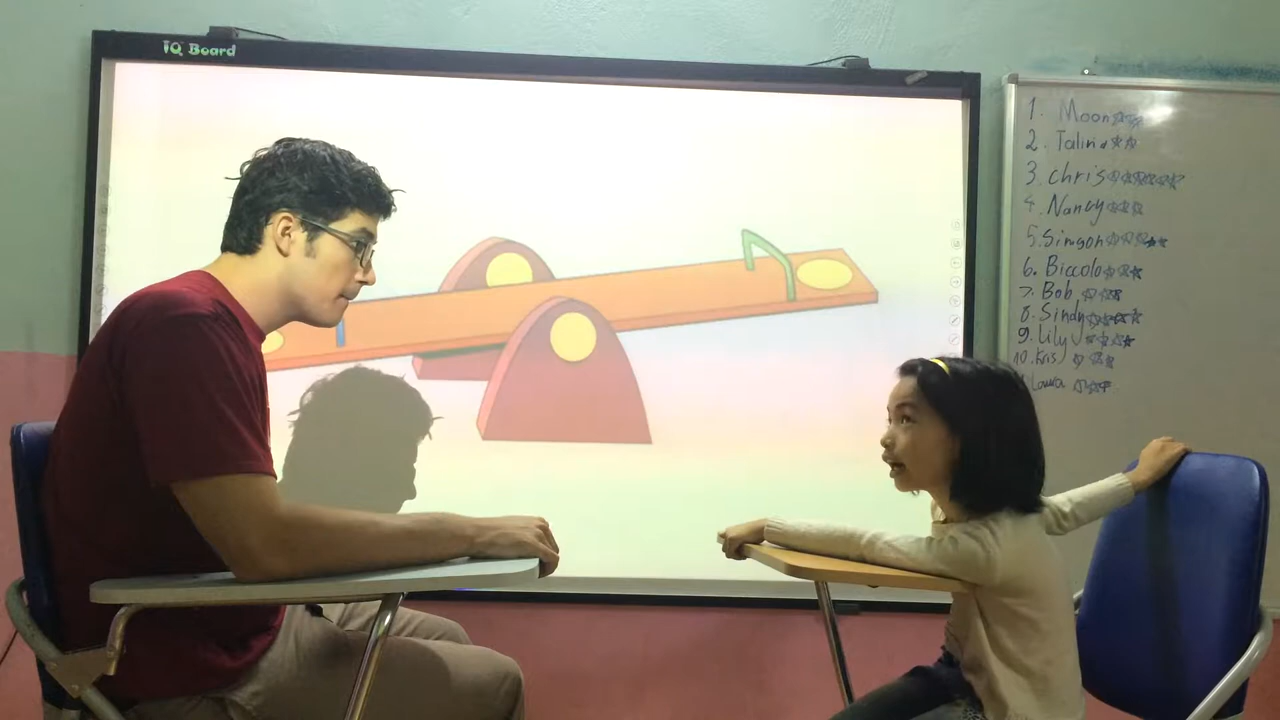 IQ Board
1. Moon
2. Talina
3. chris
4. Nancy
5. Simson
6. Biccolo
7. Bob
8. Sindy
9. Lily
10. Kris
Laura